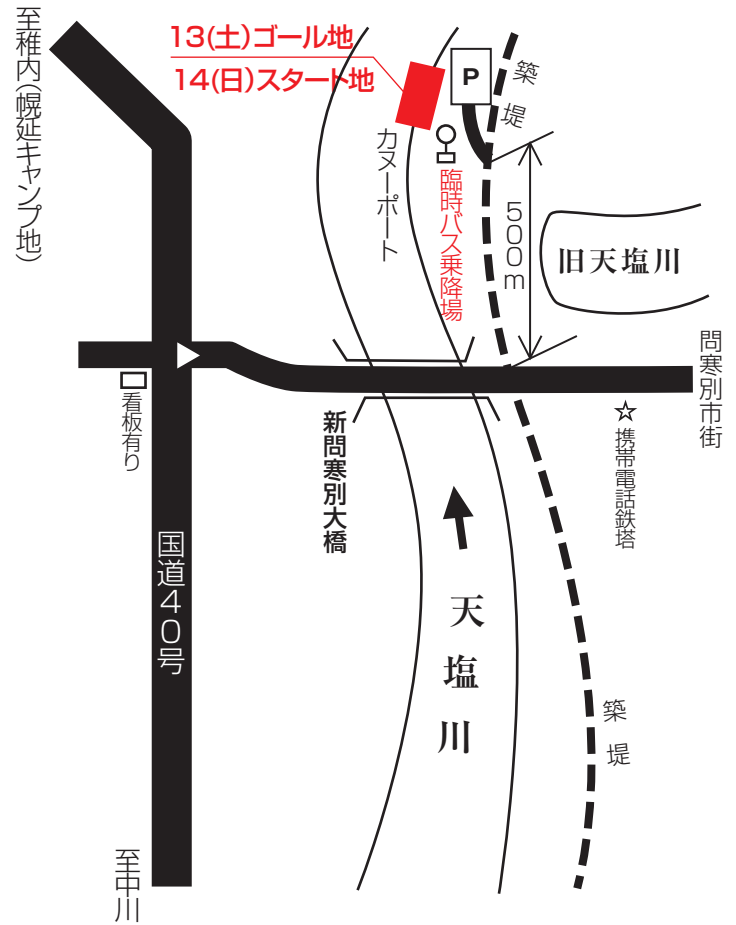 至稚内(幌延キャンプ地)
13(土)ゴール地
14(日)スタート地
P
築堤
カヌーポート
臨時バス乗降場
500m
旧天塩川
問寒別市街
看板有り
新問寒別大橋
☆
携帯電話鉄塔
国道40号
天塩川
築堤
至中川